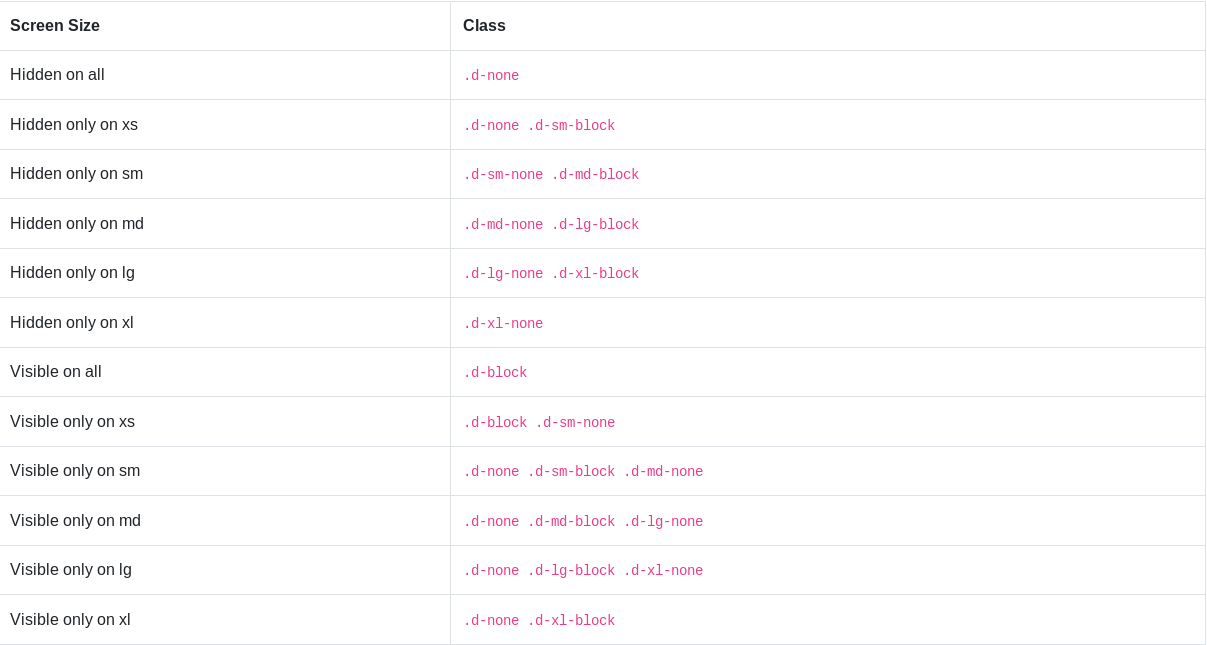 Screen Size Class
Hidden on all .d-none
Hidden only on xs .d-none .d-sm-block
Hidden only on sm .d-sm-none .d-md-block
Hidden only on md .d-md-none .d-lg-block
Hidden only on lg .d-lg-none .d-xl-block
Hidden only on xl .d-xl-none
Visible on all .d-block
Visible only on xs .d-block .d-sm-none
Visible only on sm .d-none .d-sm-block .d-md-none
Visible only on md .d-none .d-md-block .d-lg-none
Visible only on lg .d-none .d-lg-block .d-xl-none
Visible only on xl .d-none .d-xl-block